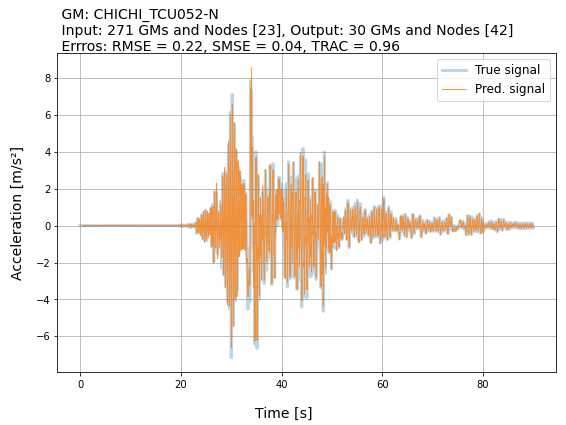 GM: CHICHI_TCU052-N
Input: 271 GMs and Nodes [23], Output: 30 GMs and Nodes [42]
Errros: RMSE = 0.22, SMSE = 0.04, TRAC = 0.96
True signal
Pred. signal
8
6
4
2
0
−2
−4
−6
Acceleration [m/s²]
0 20 40 60 80
Time [s]